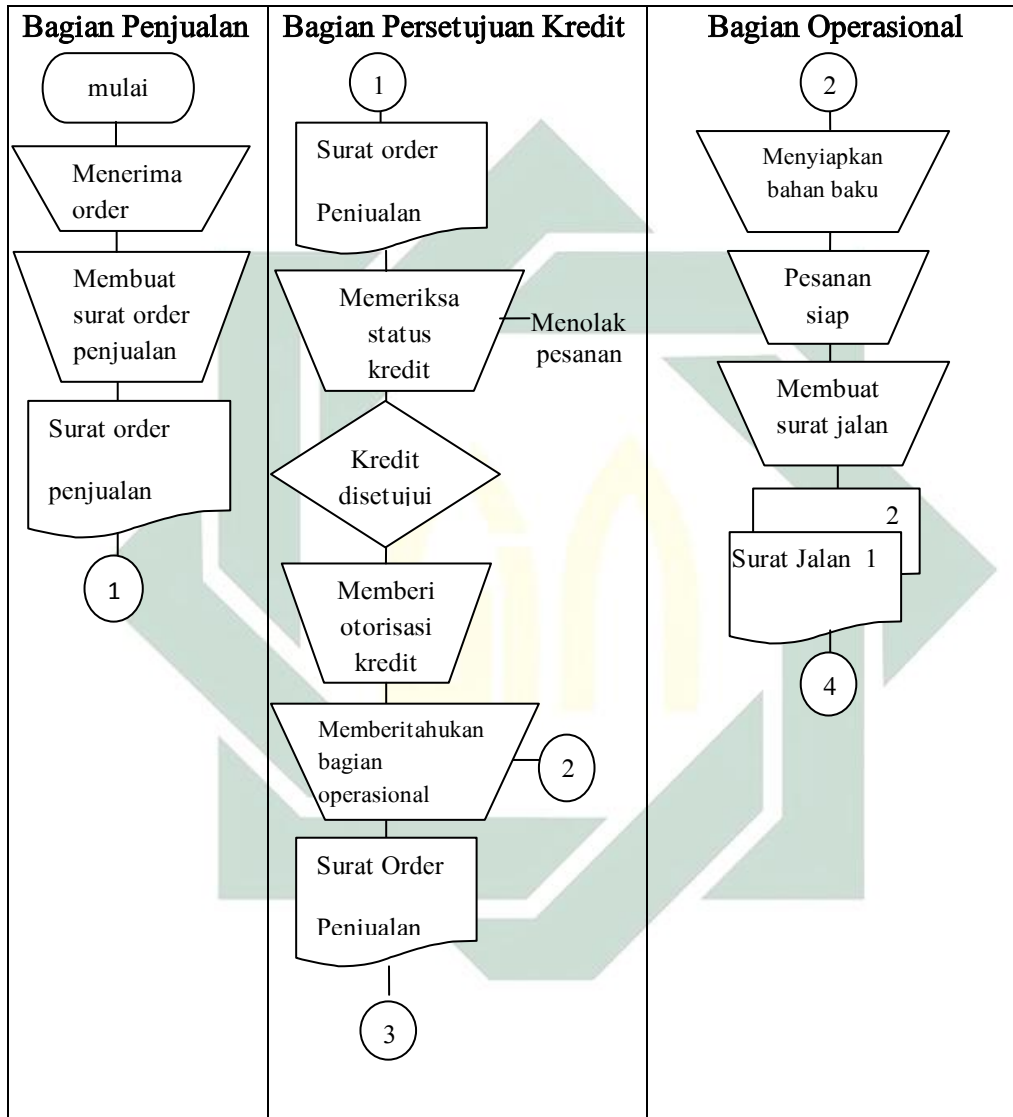 Bagian Penjualan
mulai
Menerima
order
Membuat
surat order
penjualan
Surat order
penjualan
1
Bagian Persetujuan Kredit
1
Surat order
Penjualan
Memeriksa
status
kredit
Menolak
pesanan
Kredit
disetujui
Memberi
otorisasi
kredit
Memberitahukan
bagian
operasional
2
Surat Order
Penjualan
3
Bagian Operasional
2
Menyiapkan
bahan baku
Pesanan
siap
Membuat
surat jalan
2
Surat Jalan 1
4